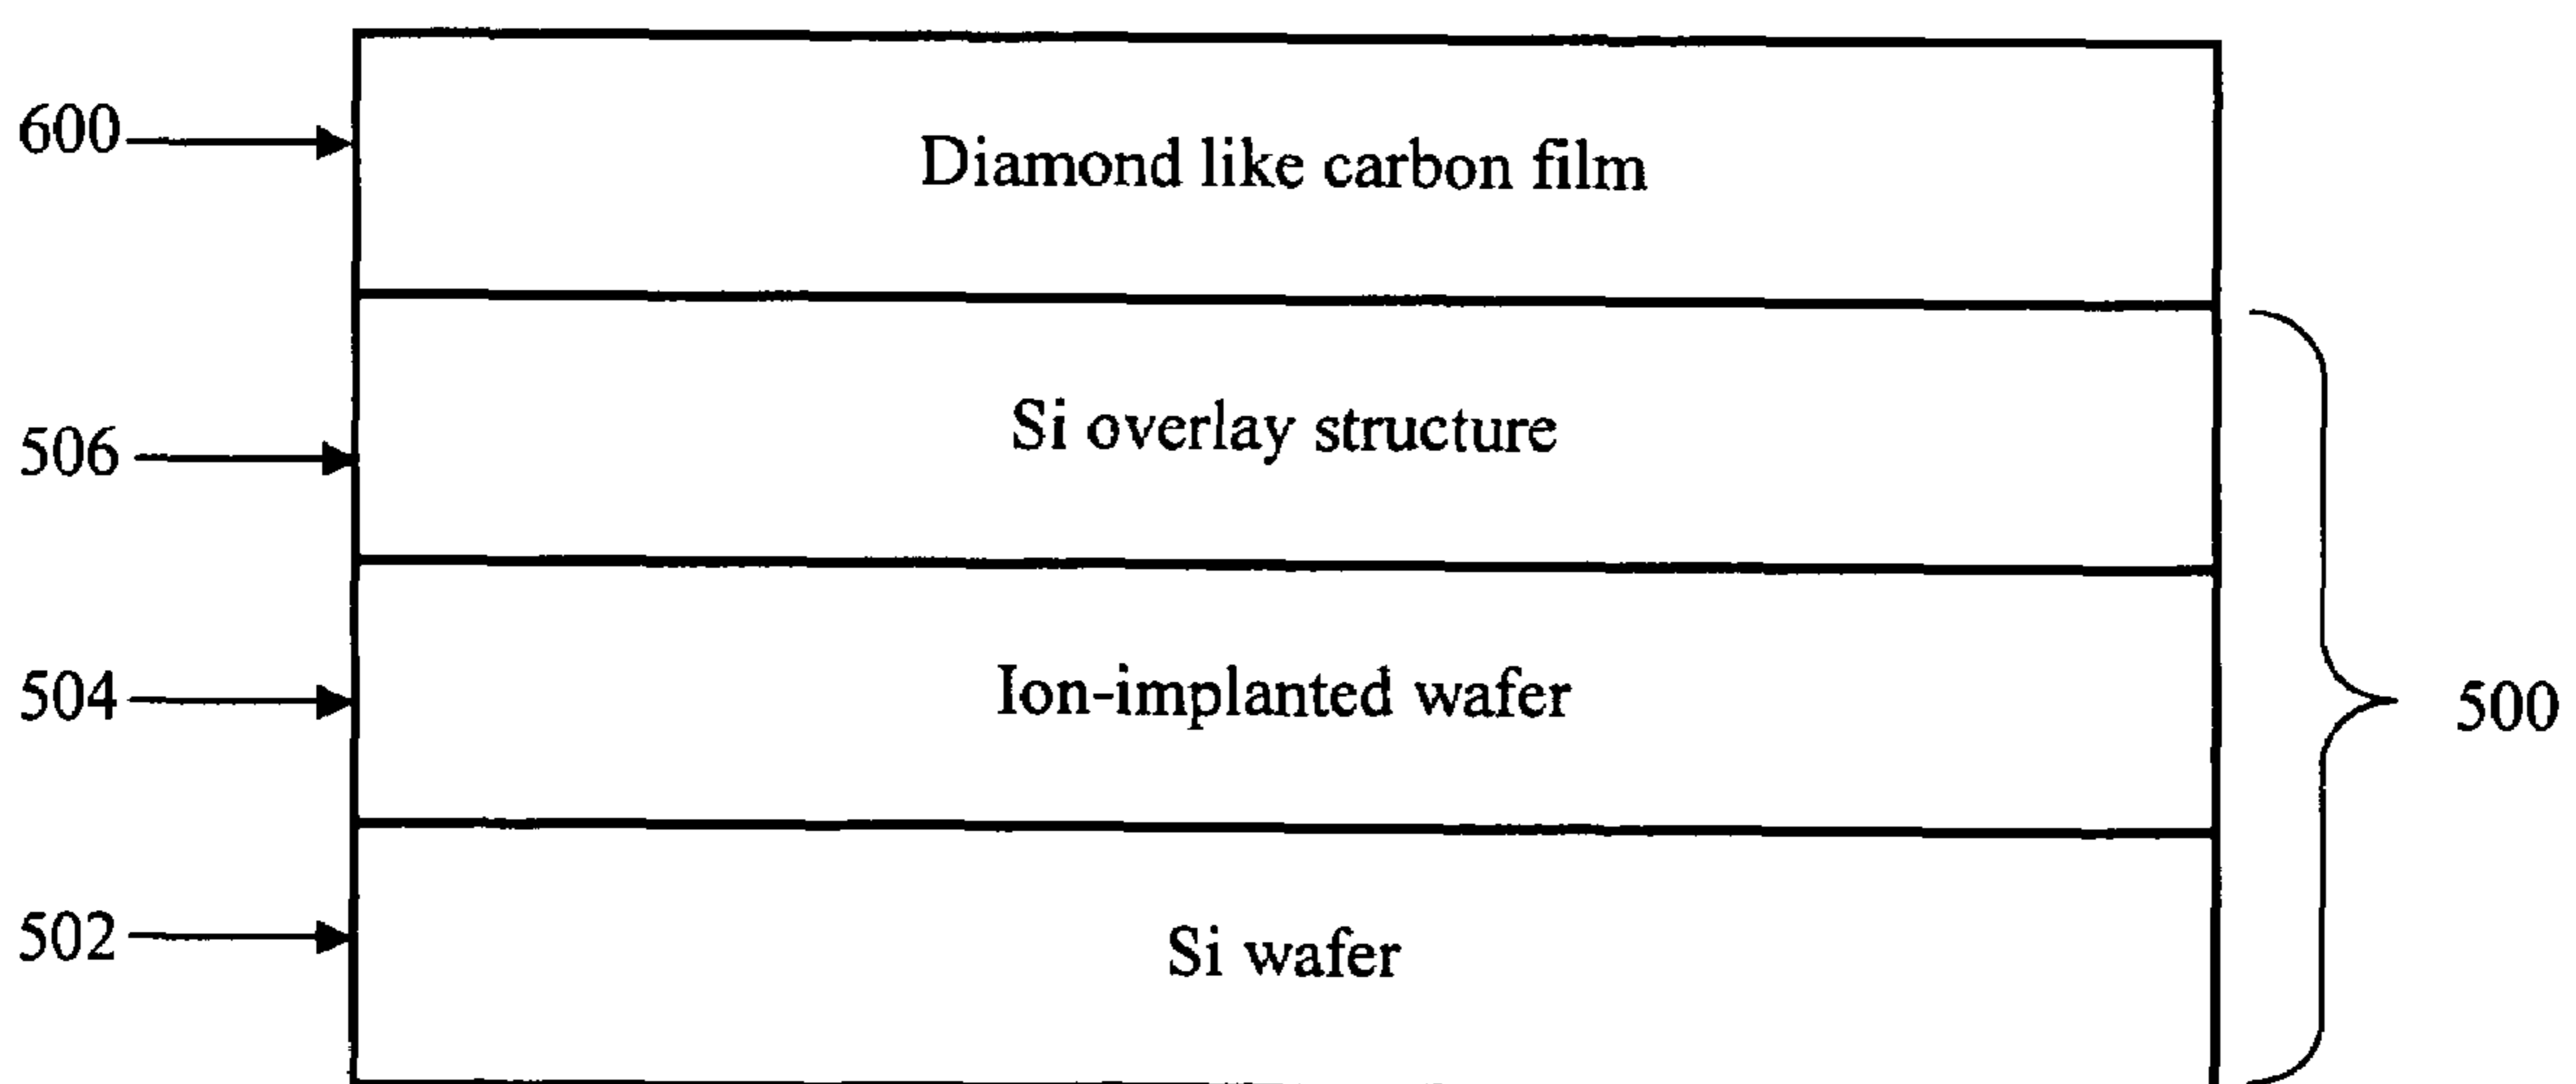 600
Diamond like carbon film
506
Si overlay structure
504
Ion-implanted wafer
500
502
Si wafer